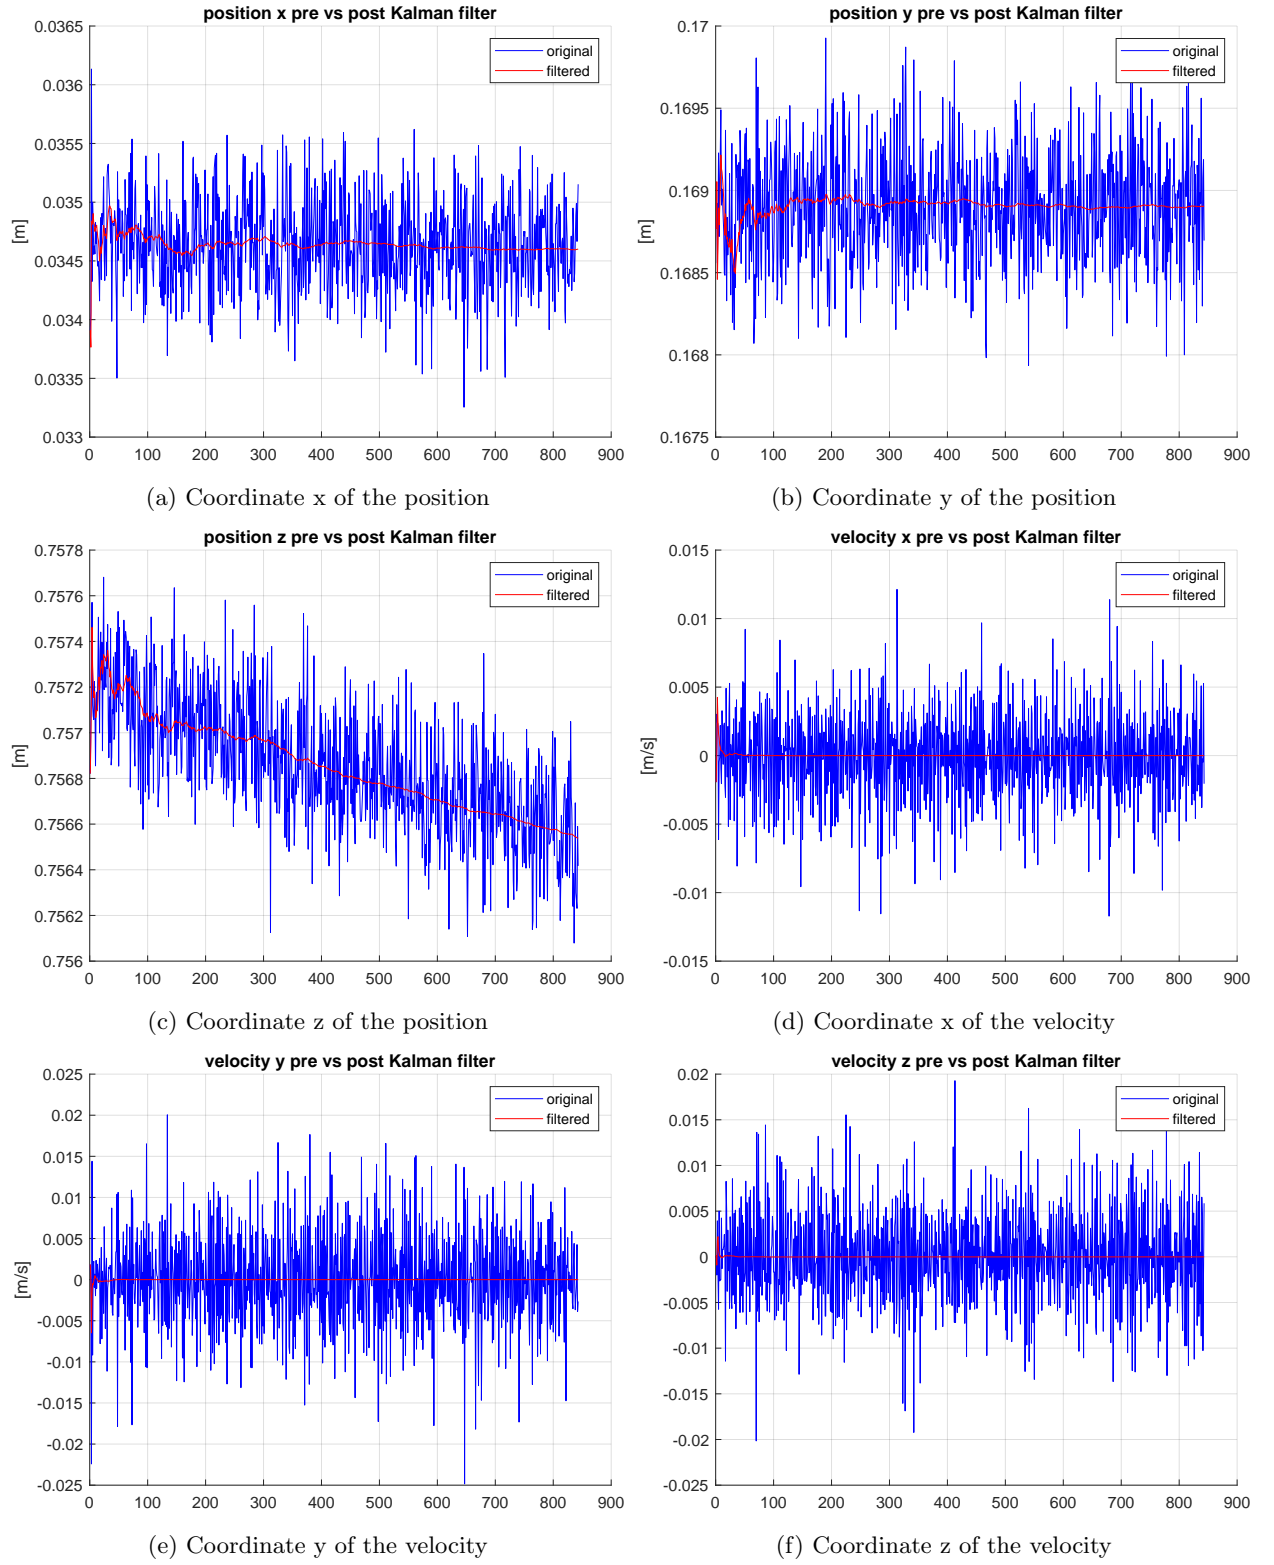 position x pre vs post Kalman filter
0.0365
0.036
0.0355
0.035
0.0345
0.034
0.0335
0.033
[m]
original
filtered
0 100 200 300 400 500 600 700 800 900
(a) Coordinate x of the position
position y pre vs post Kalman filter
0.17
0.1695
0.169
0.1685
0.168
0.1675
[m]
original
filtered
0 100 200 300 400 500 600 700 800 900
(b) Coordinate y of the position
position z pre vs post Kalman filter
0.7578
0.7576
0.7574
0.7572
0.757
0.7568
0.7566
0.7564
0.7562
0.756
[m]
original
filtered
0 100 200 300 400 500 600 700 800 900
(c) Coordinate z of the position
velocity x pre vs post Kalman filter
0.015
0.01
0.005
0
-0.005
-0.01
-0.015
[m/s]
original
filtered
0 100 200 300 400 500 600 700 800 900
(d) Coordinate x of the velocity
velocity y pre vs post Kalman filter
0.025
0.02
0.015
0.01
0.005
0
-0.005
-0.01
-0.015
-0.02
-0.025
[m/s]
original
filtered
0 100 200 300 400 500 600 700 800 900
(e) Coordinate y of the velocity
velocity z pre vs post Kalman filter
0.02
0.015
0.01
0.005
0
-0.005
-0.01
-0.015
-0.02
-0.025
[m/s]
original
filtered
0 100 200 300 400 500 600 700 800 900
(f) Coordinate z of the velocity